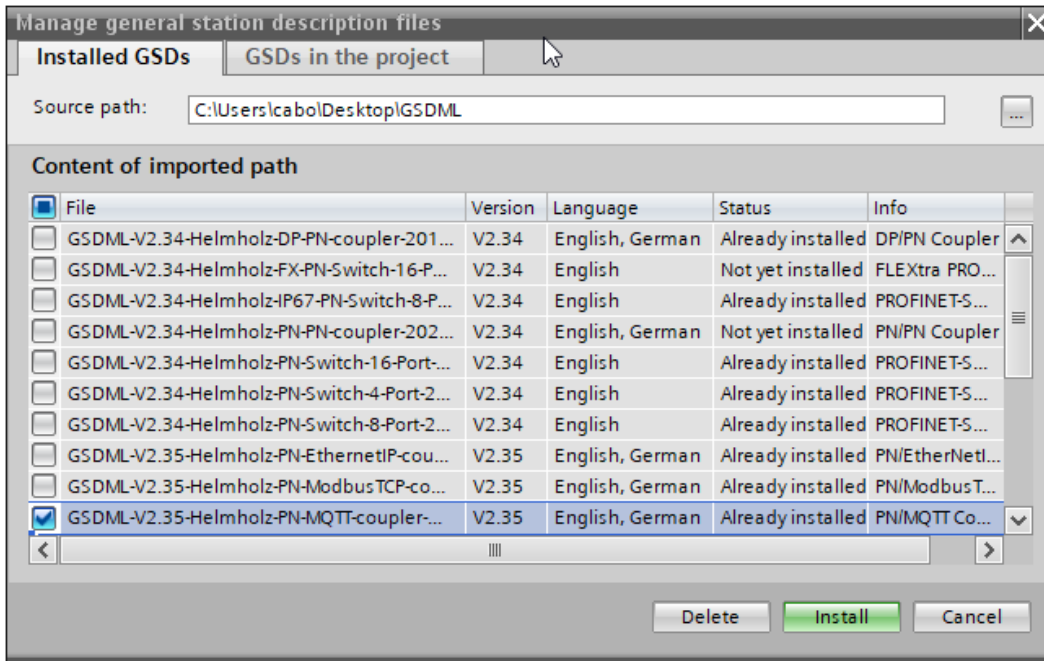 Manage general station description files
Installed GSDs GSDs in the project
Source path: C:\Users\cabo\Desktop\GSDML ...
Content of imported path
File Version Language Status Info
GSDML-V2.34-Helmholz-DP-PN-coupler-201... V2.34 English, German Already installed DP/PN Coupler
GSDML-V2.34-Helmholz-FX-PN-Switch-16-P... V2.34 English Not yet installed FLEXtra PRO...
GSDML-V2.34-Helmholz-IP67-PN-Switch-8-P... V2.34 English Already installed PROFINET-S...
GSDML-V2.34-Helmholz-PN-PN-coupler-202... V2.34 English, German Not yet installed PN/PN Coupler
GSDML-V2.34-Helmholz-PN-Switch-16-Port-... V2.34 English Already installed PROFINET-S...
GSDML-V2.34-Helmholz-PN-Switch-4-Port-2... V2.34 English Already installed PROFINET-S...
GSDML-V2.34-Helmholz-PN-Switch-8-Port-2... V2.34 English Already installed PROFINET-S...
GSDML-V2.35-Helmholz-PN-EthernetIP-cou... V2.35 English, German Already installed PN/EtherNetI...
GSDML-V2.35-Helmholz-PN-ModbusTCP-co... V2.35 English, German Already installed PN/ModbusT...
GSDML-V2.35-Helmholz-PN-MQTT-coupler-... V2.35 English, German Already installed PN/MQTT Co...
Delete Install Cancel